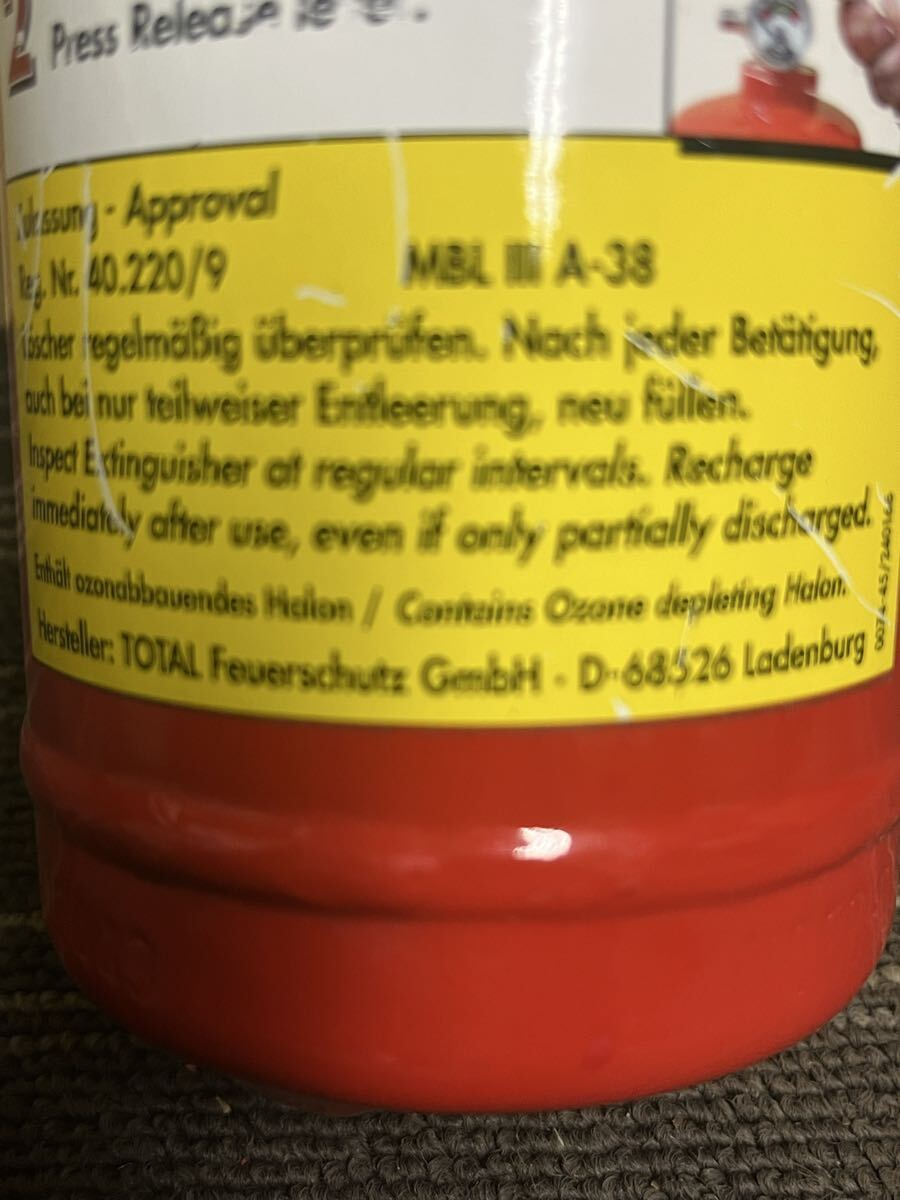 2 Press Release
Zulassung - Approval
Reg. Nr. 40.220/9 MBL III A-38
Löscher regelmäßig überprüfen. Nach jeder Betätigung,
auch bei nur teilweiser Entleerung, neu füllen.
Inspect Extinguisher at regular intervals. Recharge
immediately after use, even if only partially discharged.
Enthält ozonabbauendes Halon / Contains Ozone depleting Halon.
Hersteller: TOTAL Feuerschutz GmbH - D-68526 Ladenburg